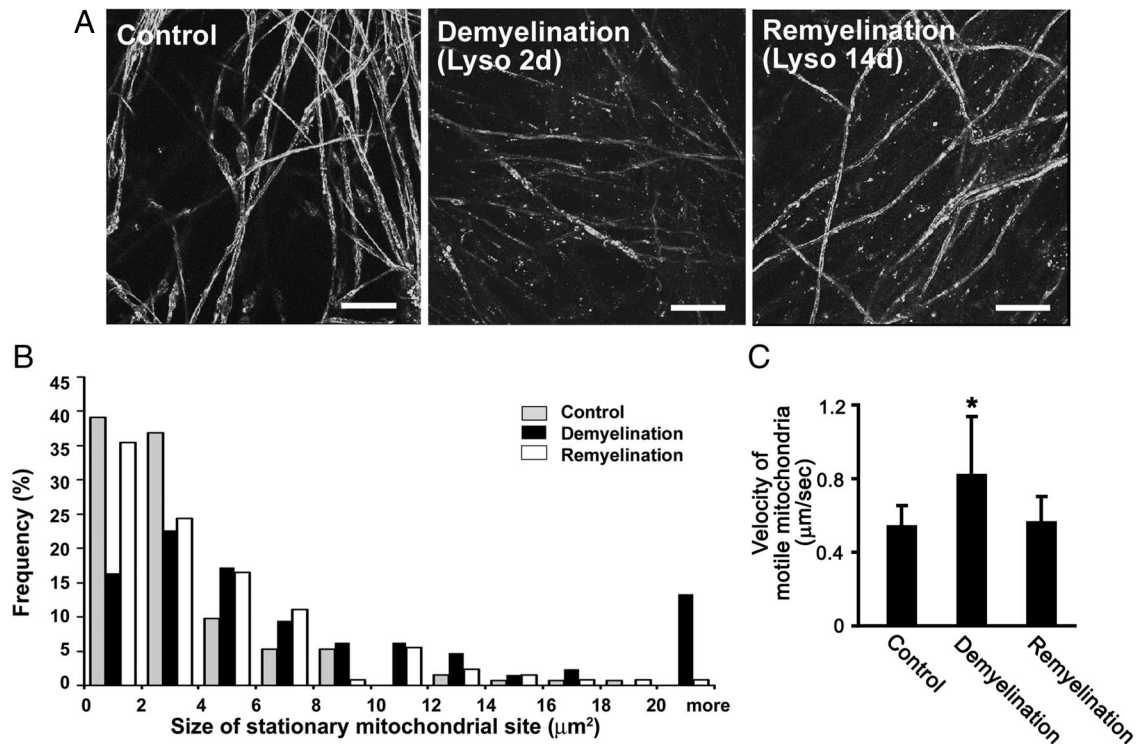 A
Control
Demyelination
(Lyso 2d)
Remyelination
(Lyso 14d)
B
Frequency (%)
45
40
35
30
25
20
15
10
5
0
0 2 4 6 8 10 12 14 16 18 20 more
Size of stationary mitochondrial site (μm²)
Control
Demyelination
Remyelination
C
Velocity of
motile mitochondria
(μm/sec)
1.2
0.8
0.4
0
*
Control
Demyelination
Remyelination